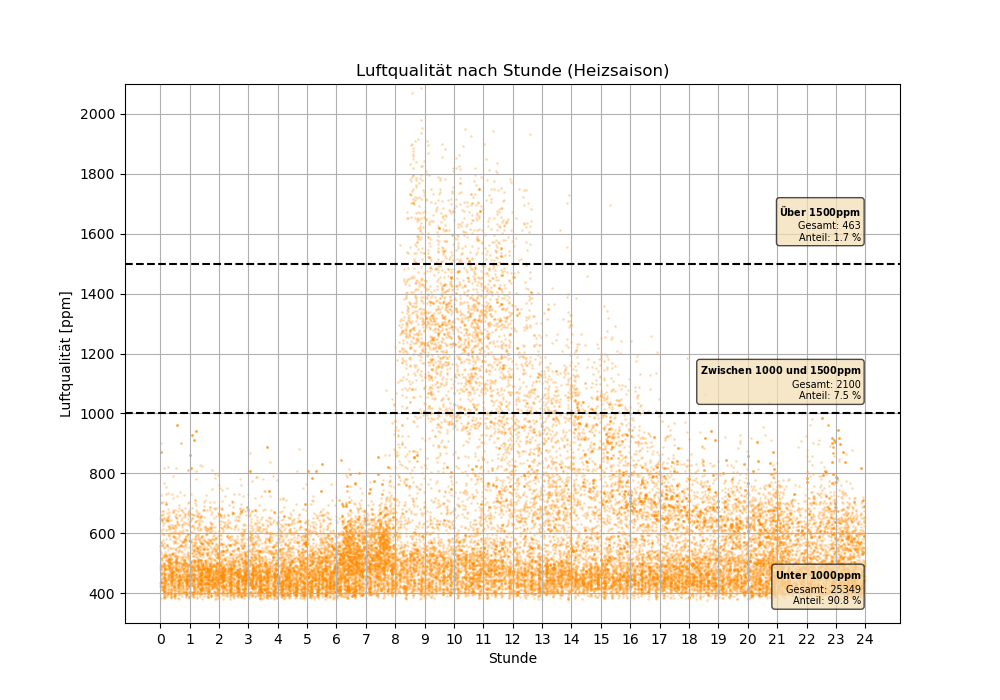 Luftqualität nach Stunde (Heizsaison)
Luftqualität [ppm]
2000
1800
1600
1400
1200
1000
800
600
400
Über 1500ppm
Gesamt: 463
Anteil: 1.7 %
Zwischen 1000 und 1500ppm
Gesamt: 2100
Anteil: 7.5 %
Unter 1000ppm
Gesamt: 25349
Anteil: 90.8 %
0 1 2 3 4 5 6 7 8 9 10 11 12 13 14 15 16 17 18 19 20 21 22 23 24
Stunde